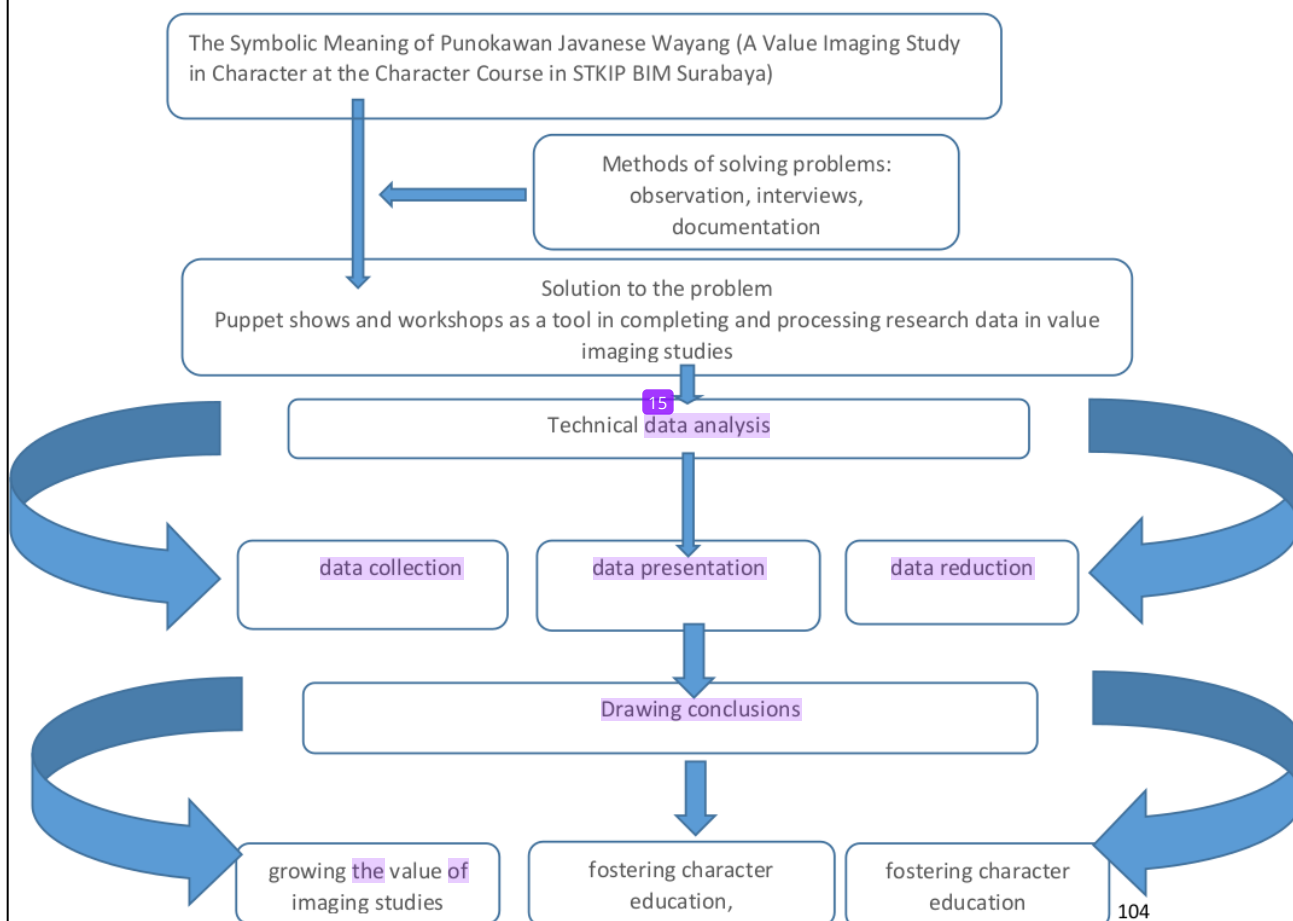 The Symbolic Meaning of Punokawan Javanese Wayang (A Value Imaging Study
in Character at the Character Course in STKIP BIM Surabaya)
Methods of solving problems:
observation, interviews,
documentation
Solution to the problem
Puppet shows and workshops as a tool in completing and processing research data in value
imaging studies
15
Technical data analysis
data collection
data presentation
data reduction
Drawing conclusions
growing the value of
imaging studies
fostering character
education,
fostering character
education
104